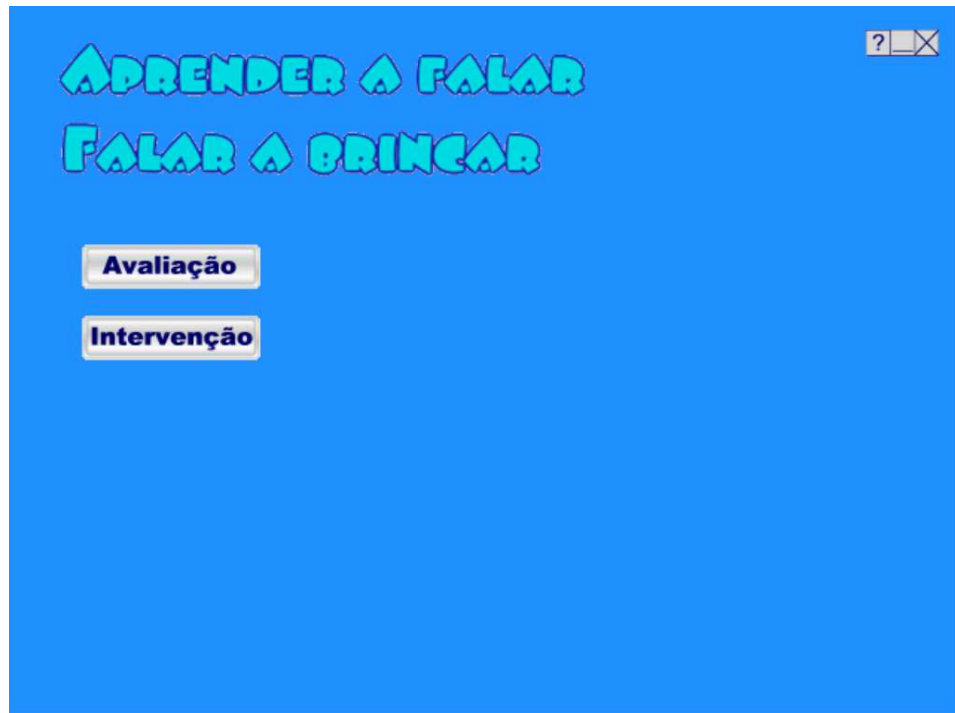 Aprender a falar
Falar a brincar
?
Avaliação
Intervenção